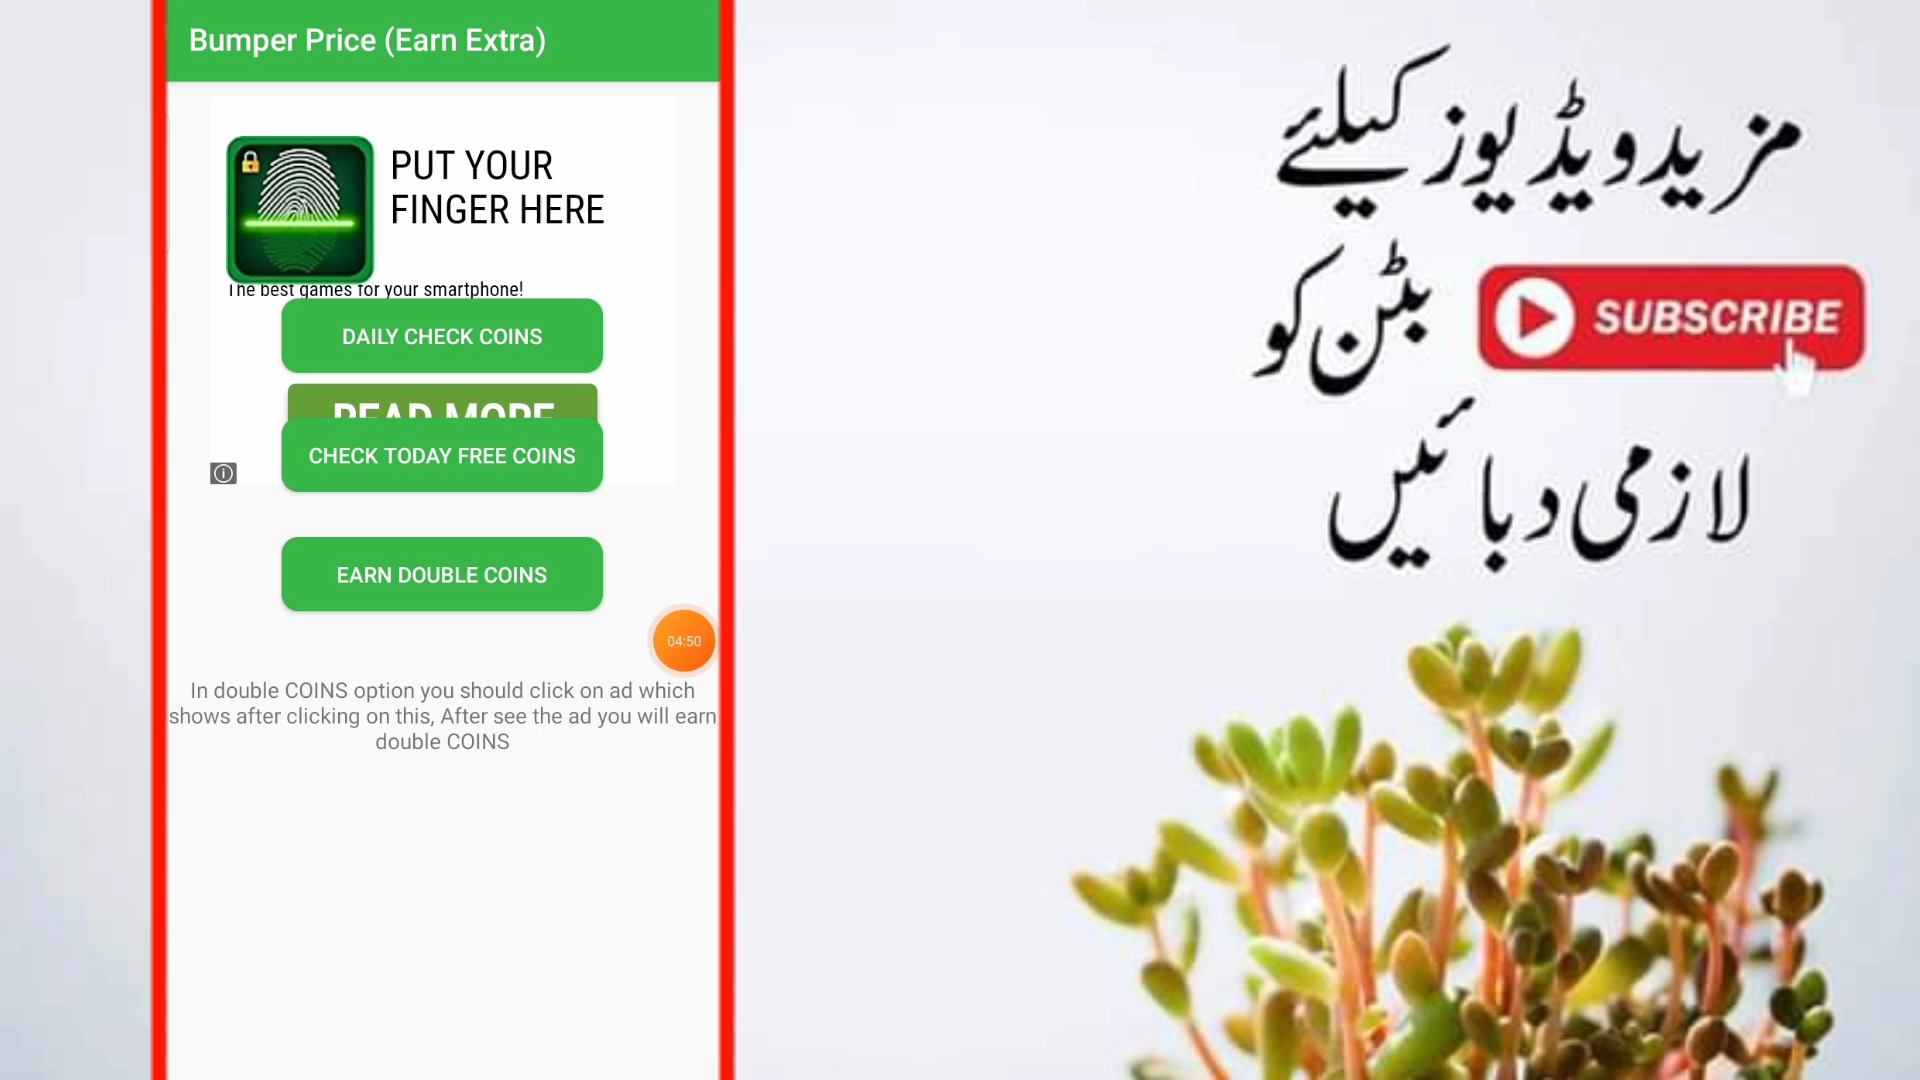 Bumper Price (Earn Extra)
PUT YOUR
FINGER HERE
The best games for your smartphone!
DAILY CHECK COINS
READ MORE
CHECK TODAY FREE COINS
EARN DOUBLE COINS
04:50
In double COINS option you should click on ad which
shows after clicking on this, After see the ad you will earn
double COINS
مزید ویڈیوز کیلئے
SUBSCRIBE بٹن کو
لازمی دبائیں